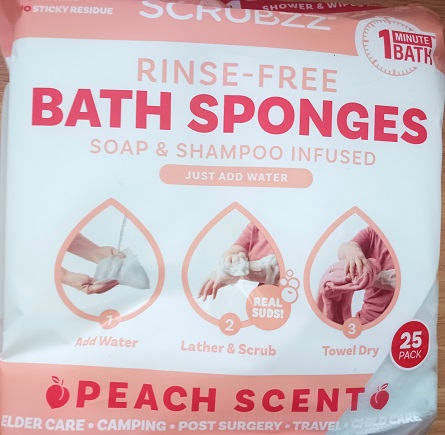 NO STICKY RESIDUE
SCRUBZZ™
SHOWER & WIPES
1 MINUTE BATH
RINSE-FREE
BATH SPONGES
SOAP & SHAMPOO INFUSED
JUST ADD WATER
1
Add Water
2
Lather & Scrub
REAL
SUDS!
3
Towel Dry
25
PACK
PEACH SCENT
ELDER CARE • CAMPING • POST SURGERY • TRAVEL • CHILD CARE